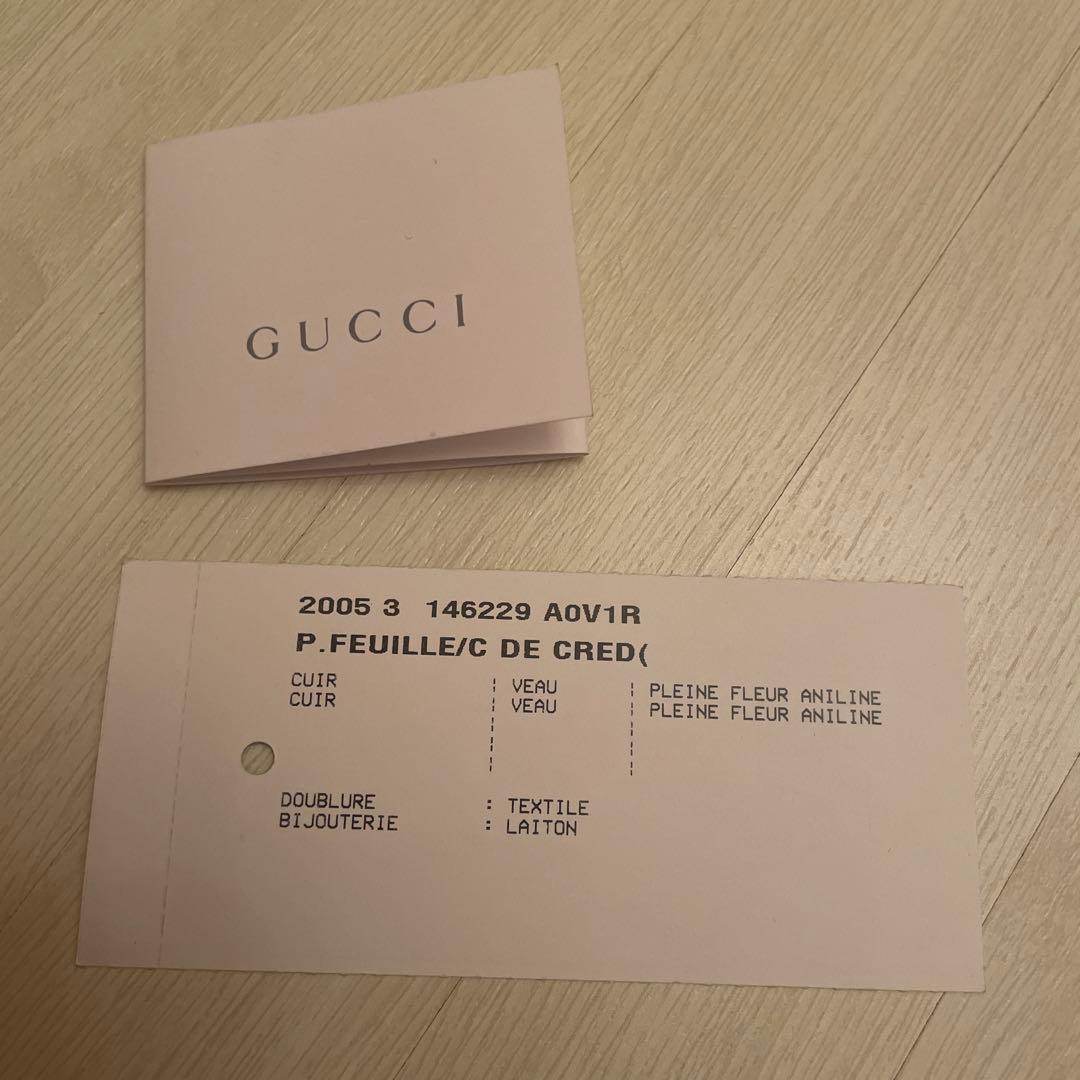 GUCCI
2005 3 146229 A0V1R
P.FEUILLE/C DE CRED(
CUIR ¦ VEAU ¦ PLEINE FLEUR ANILINE
CUIR ¦ VEAU ¦ PLEINE FLEUR ANILINE
DOUBLURE : TEXTILE
BIJOUTERIE : LAITON